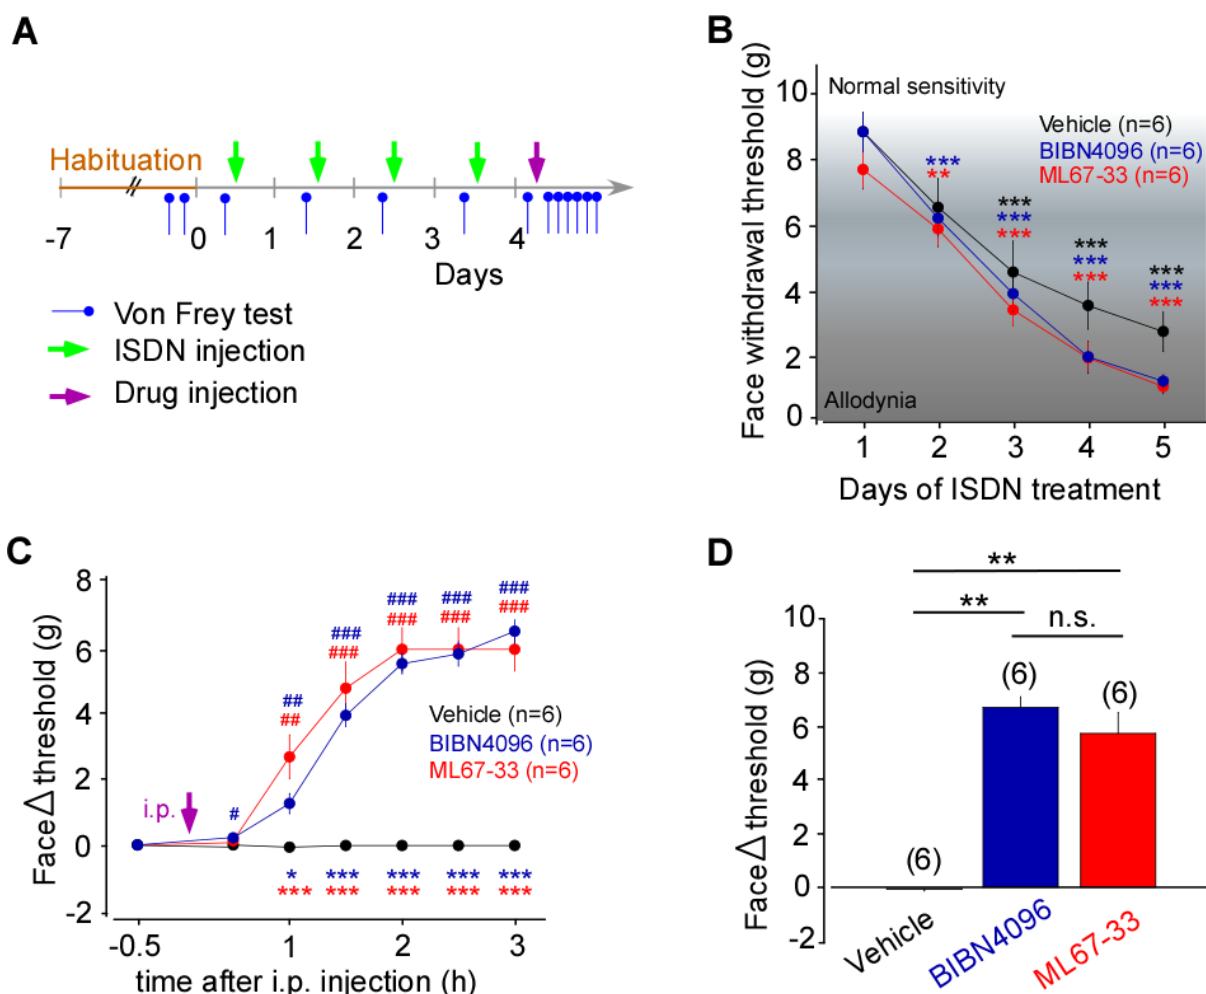 A
Habituation
-7
0
1
2
3
4
Days
Von Frey test
ISDN injection
Drug injection
B
Face withdrawal threshold (g)
10
8
6
4
2
0
Normal sensitivity
Vehicle (n=6)
BIBN4096 (n=6)
ML67-33 (n=6)
***
**
***
***
***
***
***
***
***
***
***
Allodynia
1 2 3 4 5
Days of ISDN treatment
C
Face Δ threshold (g)
8
6
4
2
0
-2
i.p.
#
##
##
###
###
###
###
###
###
###
###
Vehicle (n=6)
BIBN4096 (n=6)
ML67-33 (n=6)
* *** *** *** ***
*** *** *** *** ***
-0.5 1 2 3
time after i.p. injection (h)
D
Face Δ threshold (g)
10
8
6
4
2
0
-2
**
**
n.s.
(6)
(6)
(6)
Vehicle
BIBN4096
ML67-33